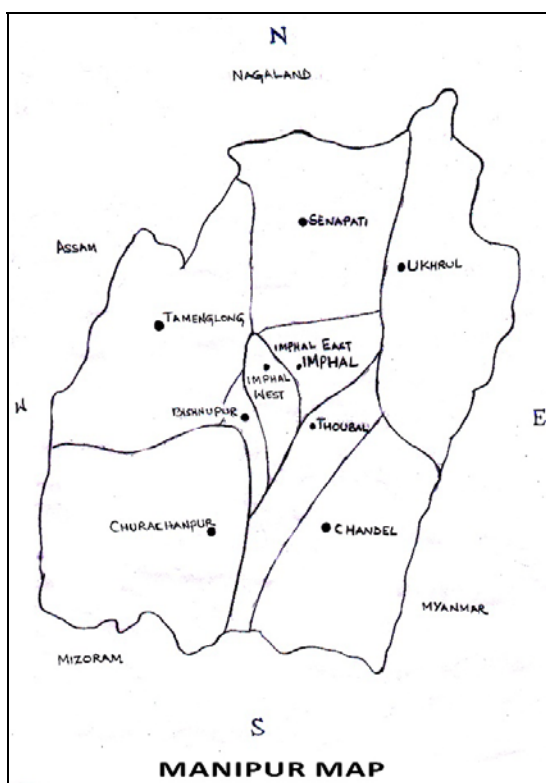 N
NAGALAND
SENAPATI
ASSAM
UKHRUL
TAMENGLONG
IMPHAL EAST
IMPHAL
IMPHAL
WEST
W
BISHNUPUR
E
THOUBAL
CHURACHANPUR
CHANDEL
MYANMAR
MIZORAM
S
MANIPUR MAP